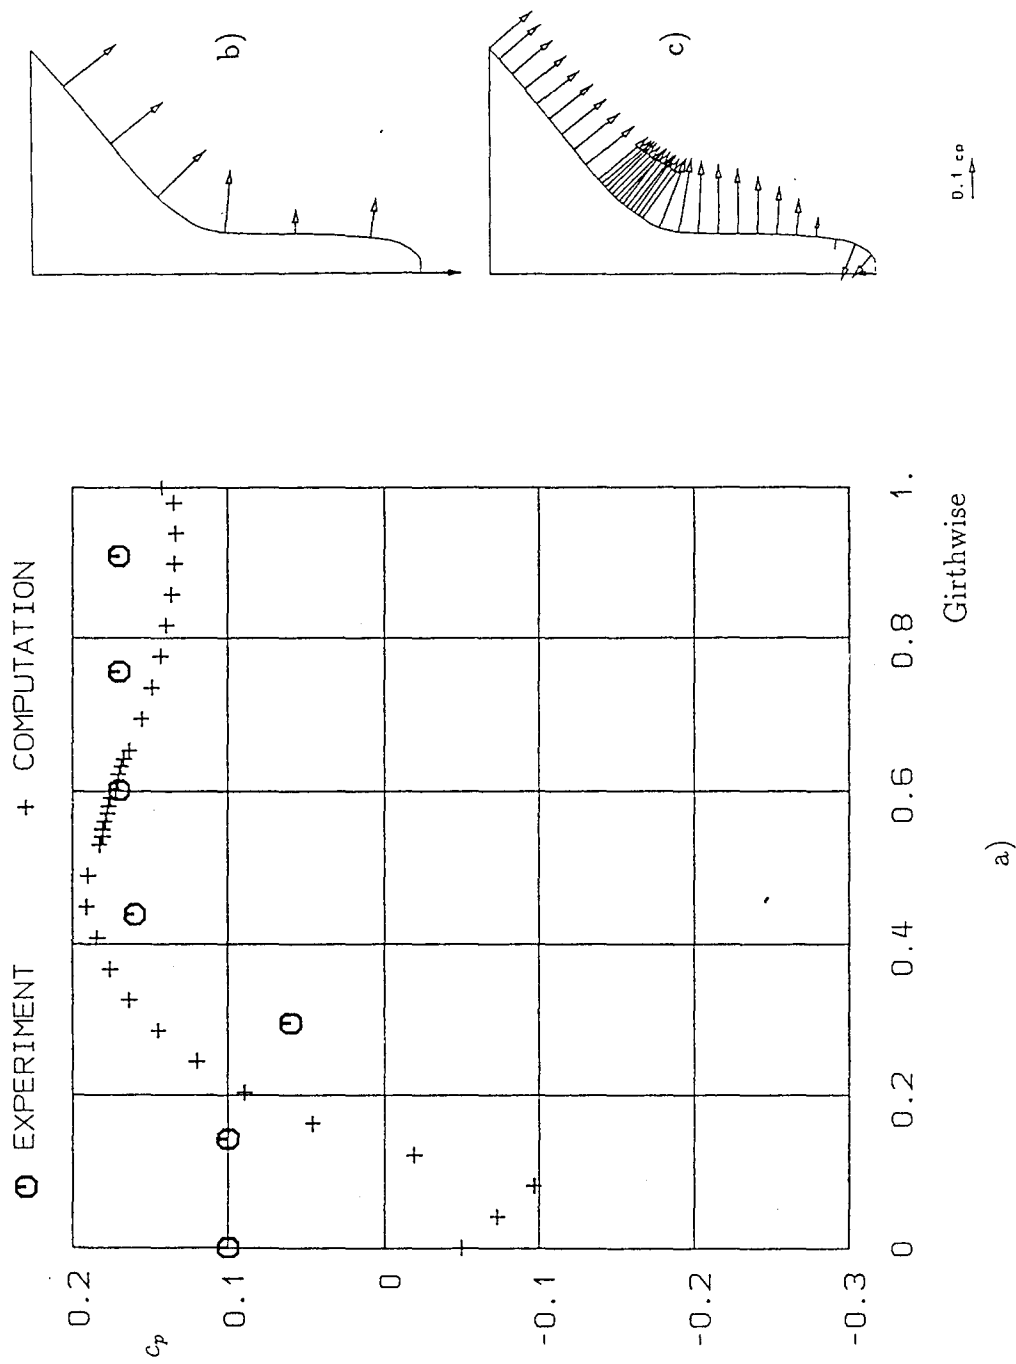 EXPERIMENT
+ COMPUTATION
c_p
0.2
0.1
0
-0.1
-0.2
-0.3
0
0.2
0.4
0.6
0.8
1.
Girthwise
a)
b)
c)
0.1 cp